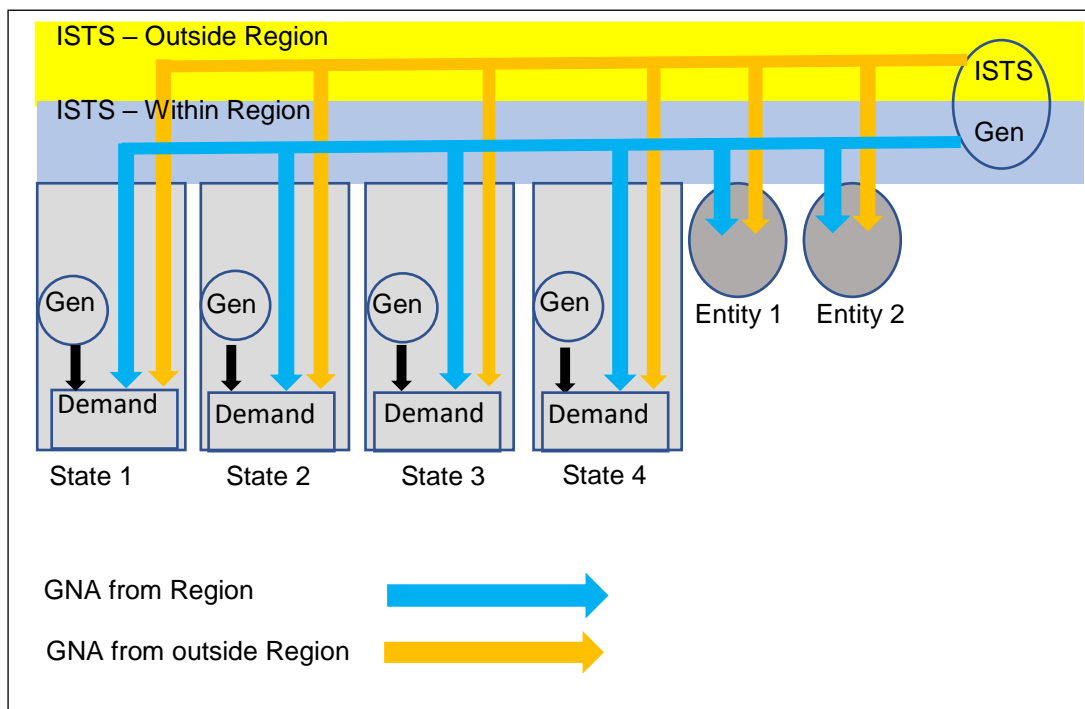 ISTS – Outside Region
ISTS
ISTS – Within Region
Gen
Gen
Gen
Gen
Gen
Entity 1
Entity 2
Demand
Demand
Demand
Demand
State 1
State 2
State 3
State 4
GNA from Region
GNA from outside Region